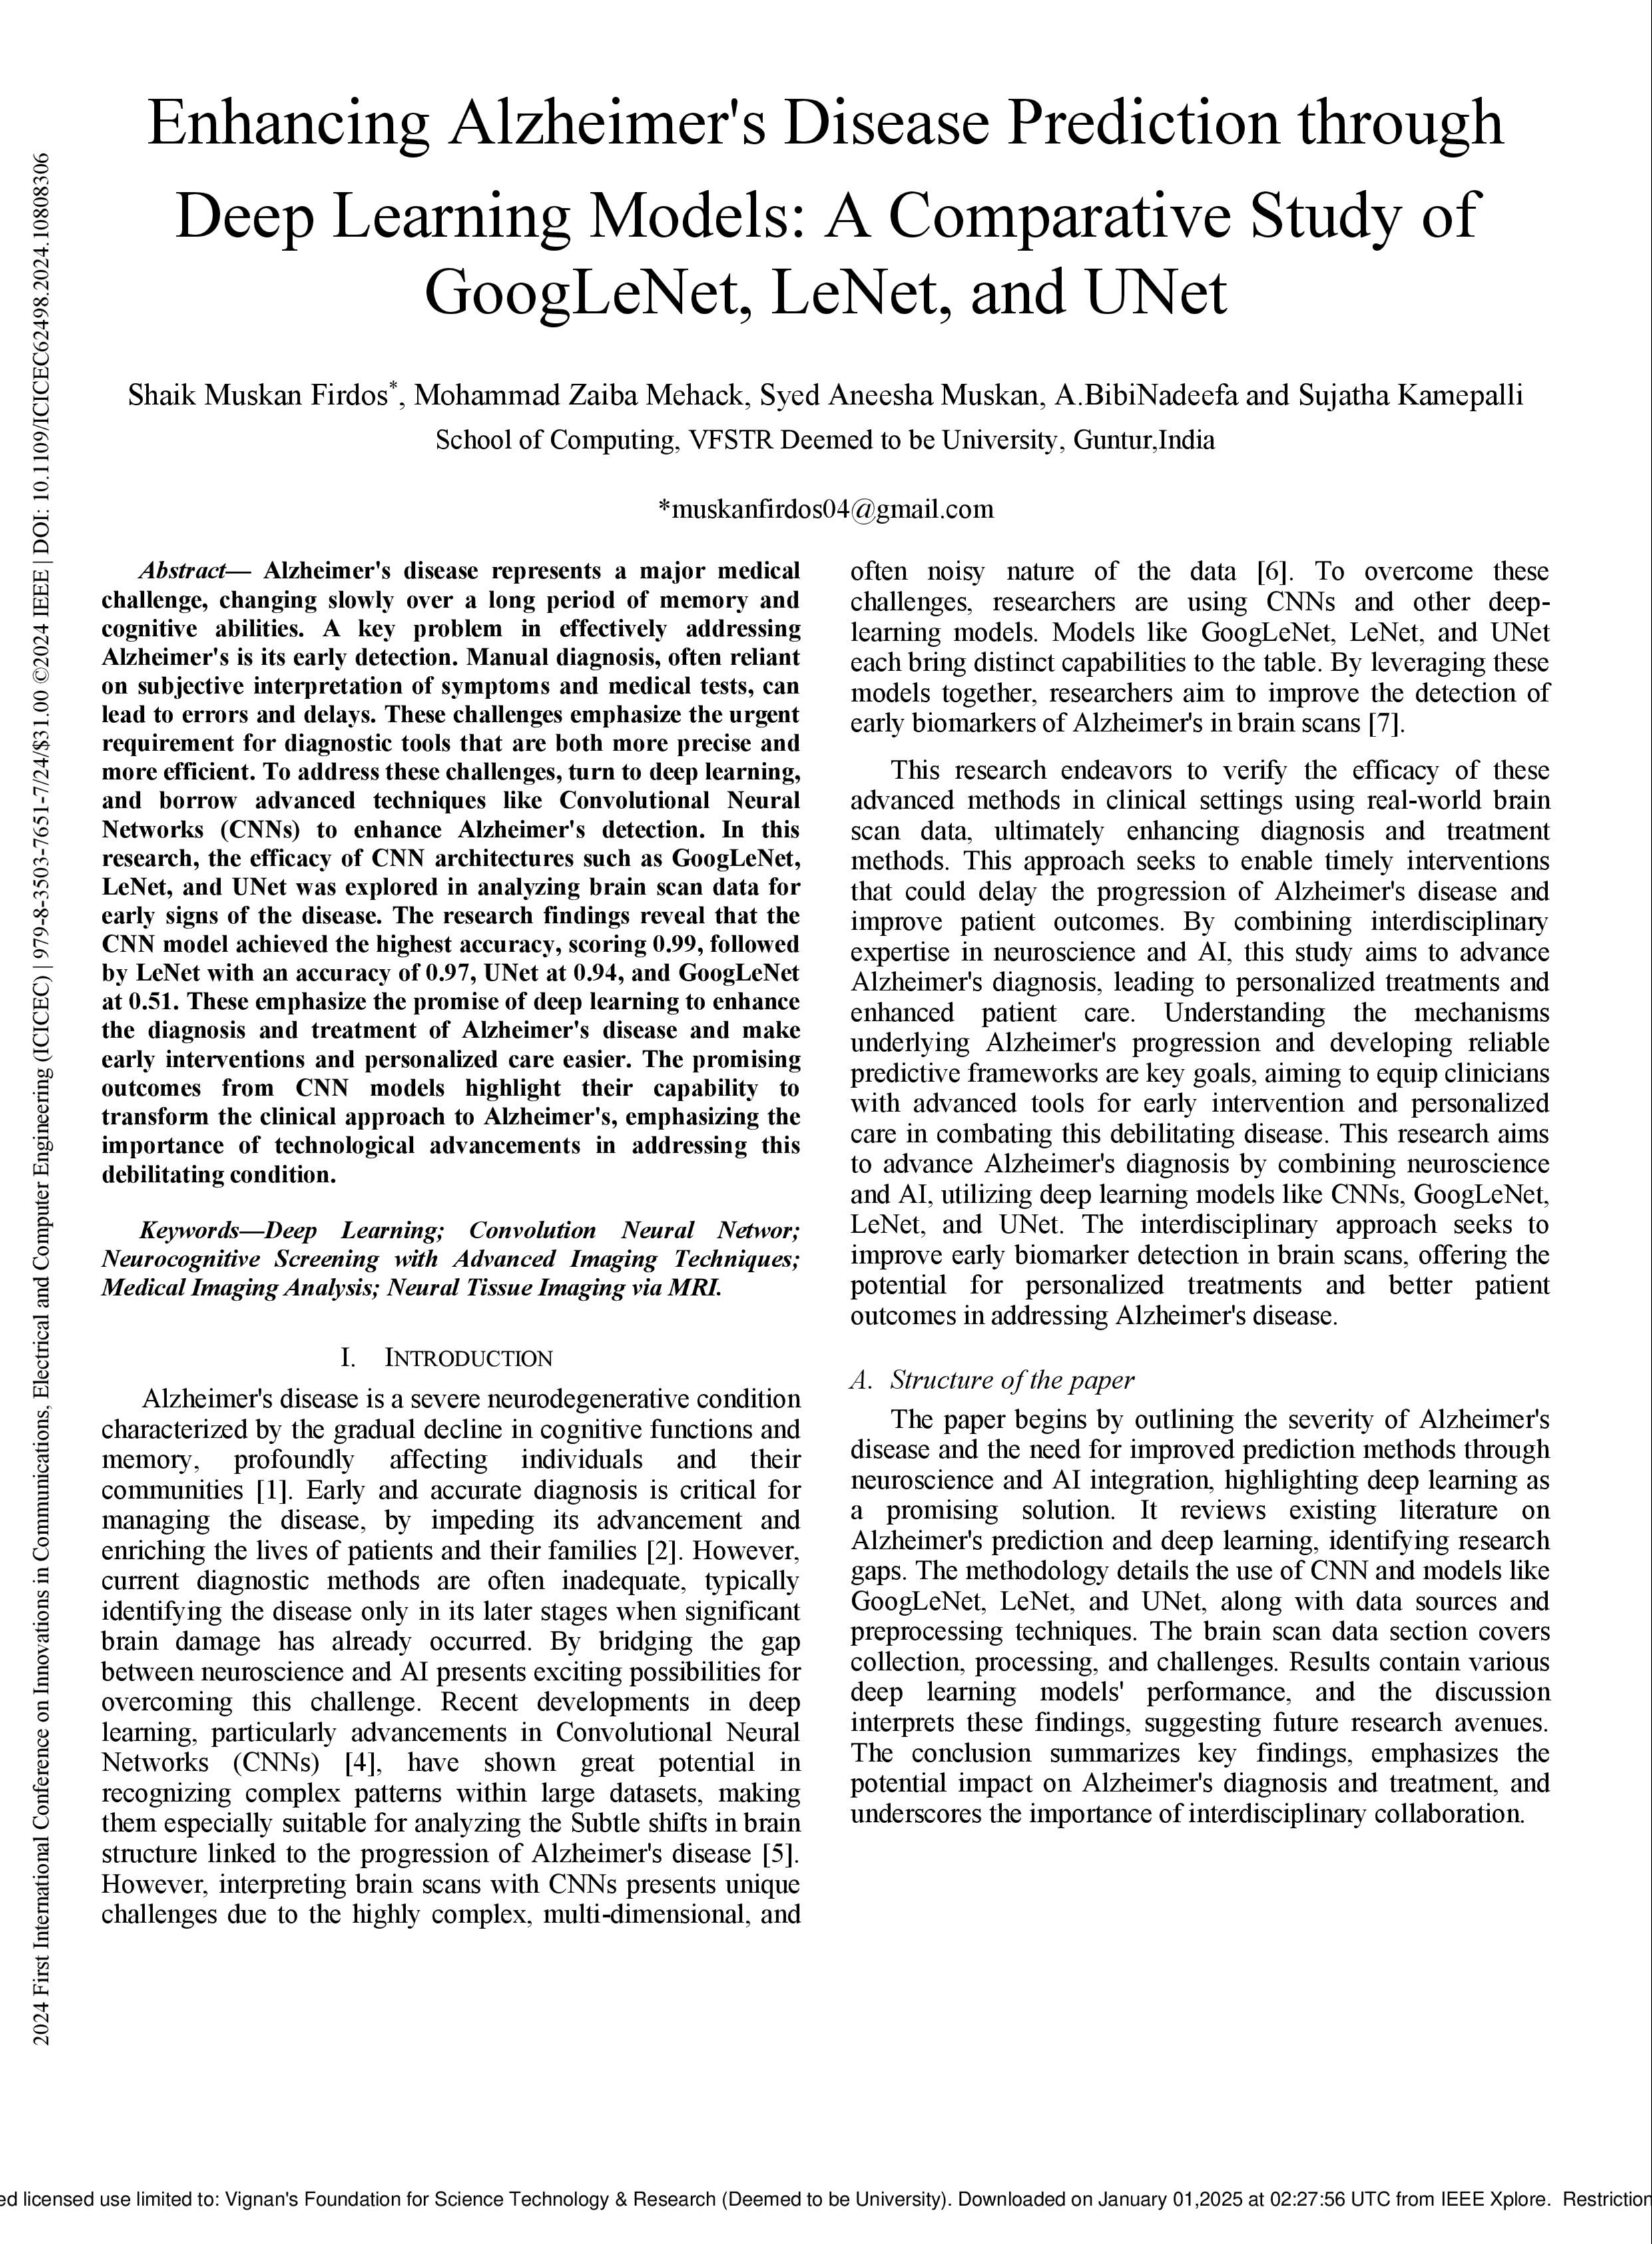 Enhancing Alzheimer's Disease Prediction through
Deep Learning Models: A Comparative Study of
GoogLeNet, LeNet, and UNet
Shaik Muskan Firdos*, Mohammad Zaiba Mehack, Syed Aneesha Muskan, A.BibiNadeefa and Sujatha Kamepalli
School of Computing, VFSTR Deemed to be University, Guntur,India
*muskanfirdos04@gmail.com
Abstract— Alzheimer's disease represents a major medical
challenge, changing slowly over a long period of memory and
cognitive abilities. A key problem in effectively addressing
Alzheimer's is its early detection. Manual diagnosis, often reliant
on subjective interpretation of symptoms and medical tests, can
lead to errors and delays. These challenges emphasize the urgent
requirement for diagnostic tools that are both more precise and
more efficient. To address these challenges, turn to deep learning,
and borrow advanced techniques like Convolutional Neural
Networks (CNNs) to enhance Alzheimer's detection. In this
research, the efficacy of CNN architectures such as GoogLeNet,
LeNet, and UNet was explored in analyzing brain scan data for
early signs of the disease. The research findings reveal that the
CNN model achieved the highest accuracy, scoring 0.99, followed
by LeNet with an accuracy of 0.97, UNet at 0.94, and GoogLeNet
at 0.51. These emphasize the promise of deep learning to enhance
the diagnosis and treatment of Alzheimer's disease and make
early interventions and personalized care easier. The promising
outcomes from CNN models highlight their capability to
transform the clinical approach to Alzheimer's, emphasizing the
importance of technological advancements in addressing this
debilitating condition.
Keywords—Deep Learning; Convolution Neural Networ;
Neurocognitive Screening with Advanced Imaging Techniques;
Medical Imaging Analysis; Neural Tissue Imaging via MRI.
I. INTRODUCTION
Alzheimer's disease is a severe neurodegenerative condition
characterized by the gradual decline in cognitive functions and
memory, profoundly affecting individuals and their
communities [1]. Early and accurate diagnosis is critical for
managing the disease, by impeding its advancement and
enriching the lives of patients and their families [2]. However,
current diagnostic methods are often inadequate, typically
identifying the disease only in its later stages when significant
brain damage has already occurred. By bridging the gap
between neuroscience and AI presents exciting possibilities for
overcoming this challenge. Recent developments in deep
learning, particularly advancements in Convolutional Neural
Networks (CNNs) [4], have shown great potential in
recognizing complex patterns within large datasets, making
them especially suitable for analyzing the Subtle shifts in brain
structure linked to the progression of Alzheimer's disease [5].
However, interpreting brain scans with CNNs presents unique
challenges due to the highly complex, multi-dimensional, and
often noisy nature of the data [6]. To overcome these
challenges, researchers are using CNNs and other deep-
learning models. Models like GoogLeNet, LeNet, and UNet
each bring distinct capabilities to the table. By leveraging these
models together, researchers aim to improve the detection of
early biomarkers of Alzheimer's in brain scans [7].
This research endeavors to verify the efficacy of these
advanced methods in clinical settings using real-world brain
scan data, ultimately enhancing diagnosis and treatment
methods. This approach seeks to enable timely interventions
that could delay the progression of Alzheimer's disease and
improve patient outcomes. By combining interdisciplinary
expertise in neuroscience and AI, this study aims to advance
Alzheimer's diagnosis, leading to personalized treatments and
enhanced patient care. Understanding the mechanisms
underlying Alzheimer's progression and developing reliable
predictive frameworks are key goals, aiming to equip clinicians
with advanced tools for early intervention and personalized
care in combating this debilitating disease. This research aims
to advance Alzheimer's diagnosis by combining neuroscience
and AI, utilizing deep learning models like CNNs, GoogLeNet,
LeNet, and UNet. The interdisciplinary approach seeks to
improve early biomarker detection in brain scans, offering the
potential for personalized treatments and better patient
outcomes in addressing Alzheimer's disease.
A. Structure of the paper
The paper begins by outlining the severity of Alzheimer's
disease and the need for improved prediction methods through
neuroscience and AI integration, highlighting deep learning as
a promising solution. It reviews existing literature on
Alzheimer's prediction and deep learning, identifying research
gaps. The methodology details the use of CNN and models like
GoogLeNet, LeNet, and UNet, along with data sources and
preprocessing techniques. The brain scan data section covers
collection, processing, and challenges. Results contain various
deep learning models' performance, and the discussion
interprets these findings, suggesting future research avenues.
The conclusion summarizes key findings, emphasizes the
potential impact on Alzheimer's diagnosis and treatment, and
underscores the importance of interdisciplinary collaboration.
2024 First International Conference on Innovations in Communications, Electrical and Computer Engineering (ICICEC) | 979-8-3503-7651-7/24/$31.00 ©2024 IEEE | DOI: 10.1109/ICICEC62498.2024.10808306
ed licensed use limited to: Vignan's Foundation for Science Technology & Research (Deemed to be University). Downloaded on January 01,2025 at 02:27:56 UTC from IEEE Xplore. Restriction